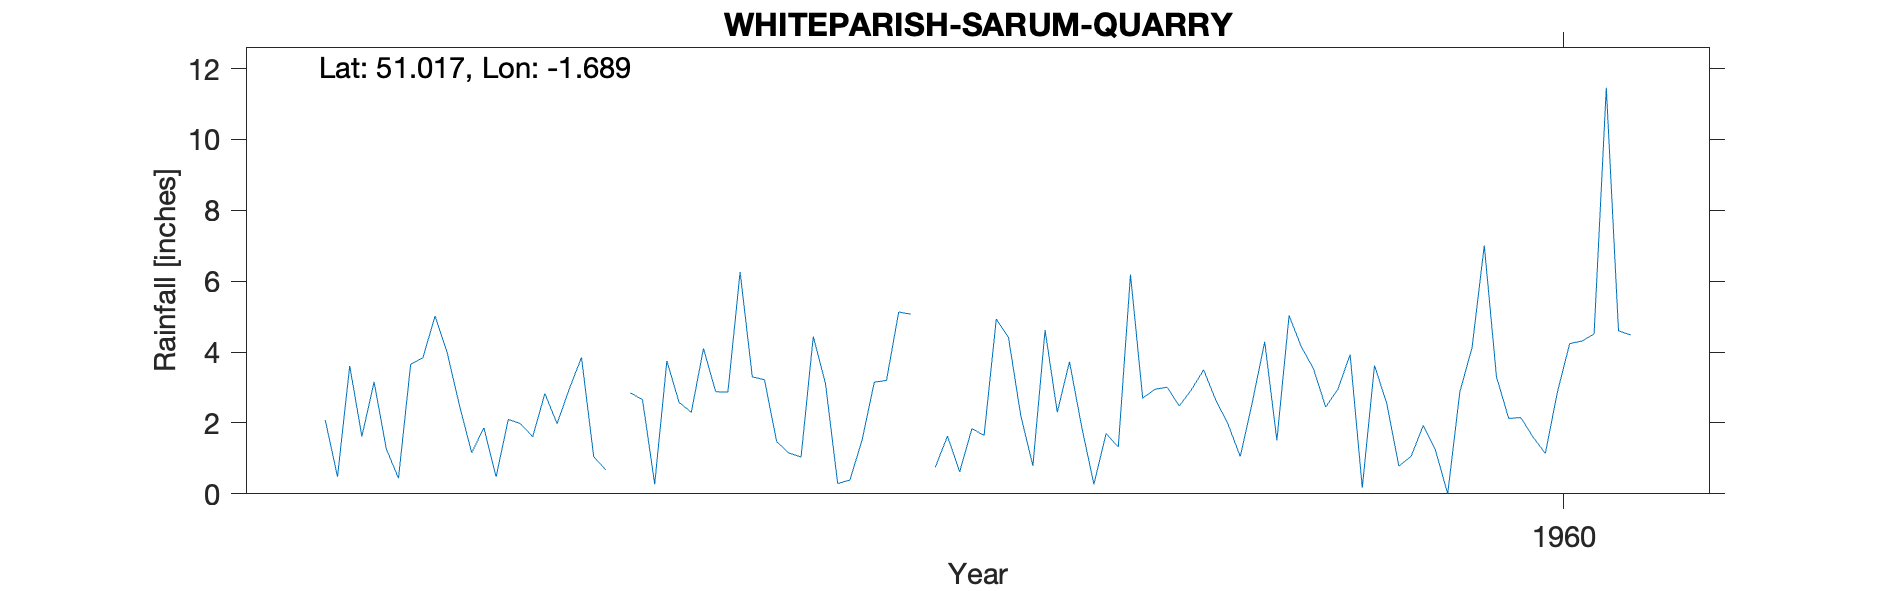 WHITEPARISH-SARUM-QUARRY
Lat: 51.017, Lon: -1.689
12
10
8
6
4
2
0
Rainfall [inches]
1960
Year